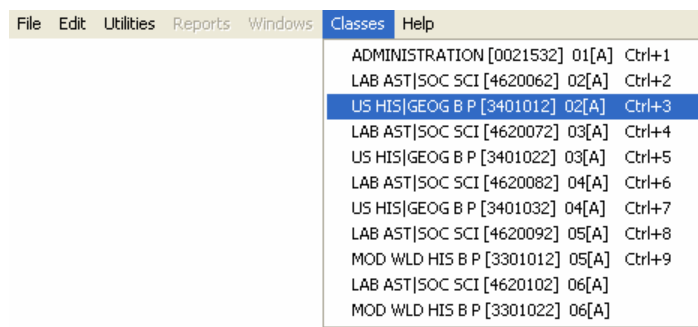 File Edit Utilities Reports Windows Classes Help
ADMINISTRATION [0021532] 01[A] Ctrl+1
LAB AST|SOC SCI [4620062] 02[A] Ctrl+2
US HIS|GEOG B P [3401012] 02[A] Ctrl+3
LAB AST|SOC SCI [4620072] 03[A] Ctrl+4
US HIS|GEOG B P [3401022] 03[A] Ctrl+5
LAB AST|SOC SCI [4620082] 04[A] Ctrl+6
US HIS|GEOG B P [3401032] 04[A] Ctrl+7
LAB AST|SOC SCI [4620092] 05[A] Ctrl+8
MOD WLD HIS B P [3301012] 05[A] Ctrl+9
LAB AST|SOC SCI [4620102] 06[A]
MOD WLD HIS B P [3301022] 06[A]